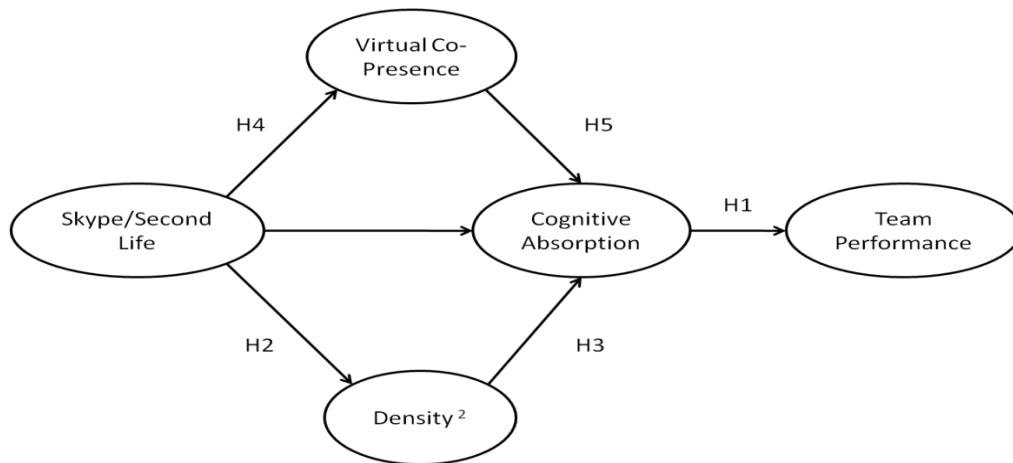 Virtual Co-
Presence
H4
H5
Skype/Second
Life
Cognitive
Absorption
H1
Team
Performance
H2
H3
Density ²